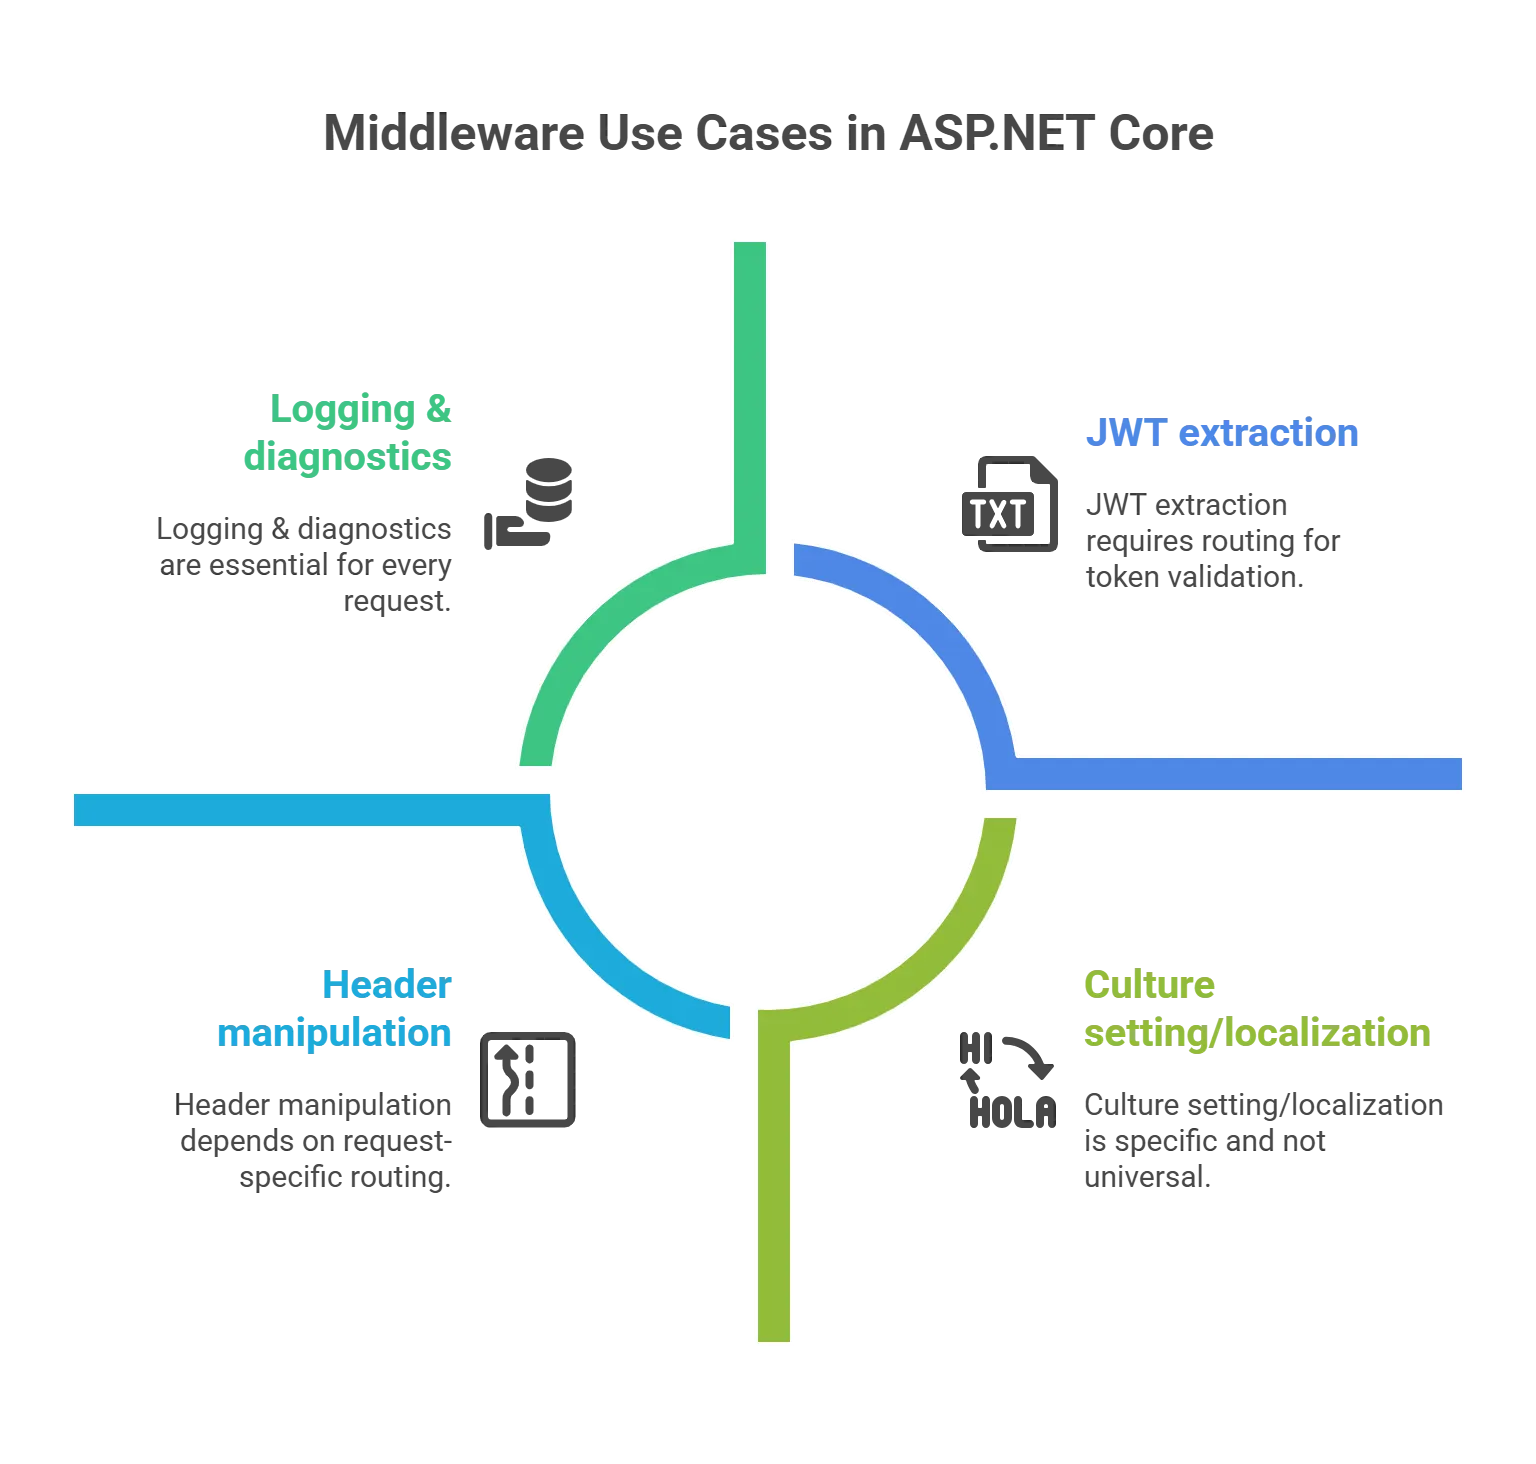 Middleware Use Cases in ASP.NET Core
Logging &
diagnostics
Logging & diagnostics
are essential for every
request.
JWT extraction
TXT
JWT extraction
requires routing for
token validation.
Header
manipulation
Header manipulation
depends on request-
specific routing.
Culture
setting/localization
HI
HOLA
Culture setting/localization
is specific and not
universal.